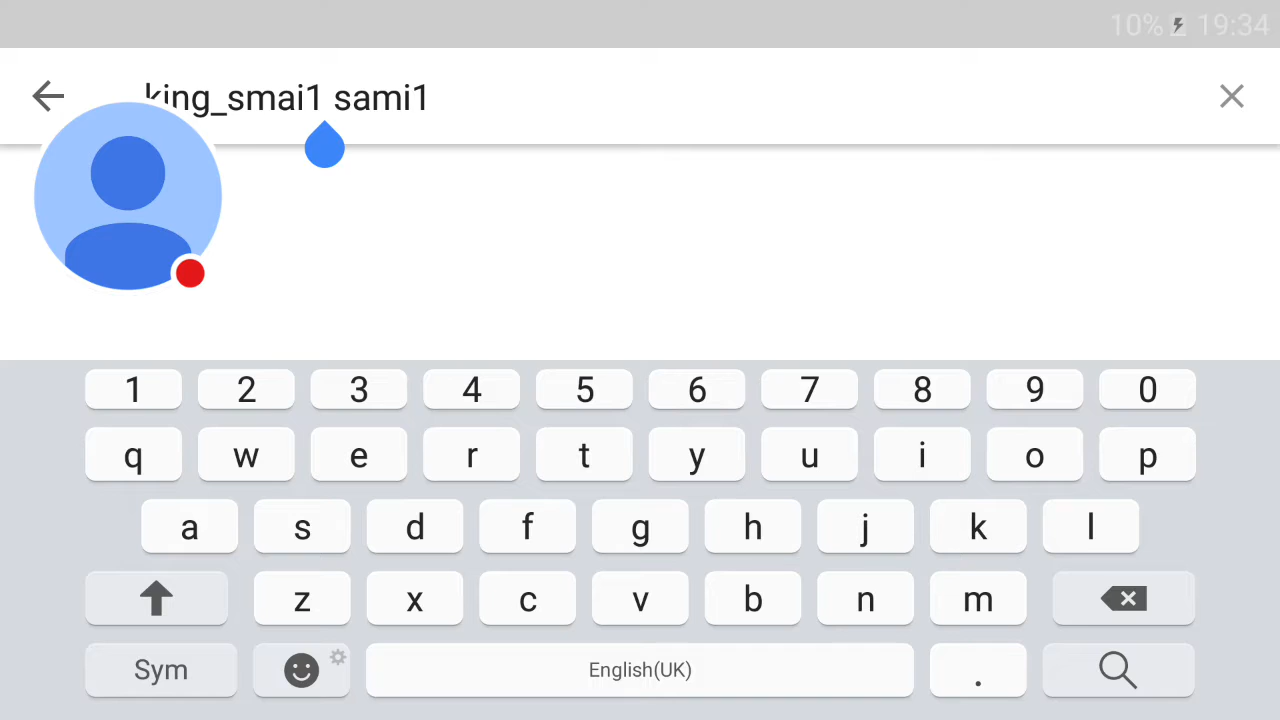 10% 19:34
king_smai1 sami1
1 2 3 4 5 6 7 8 9 0
q w e r t y u i o p
a s d f g h j k l
z x c v b n m
Sym English(UK) .